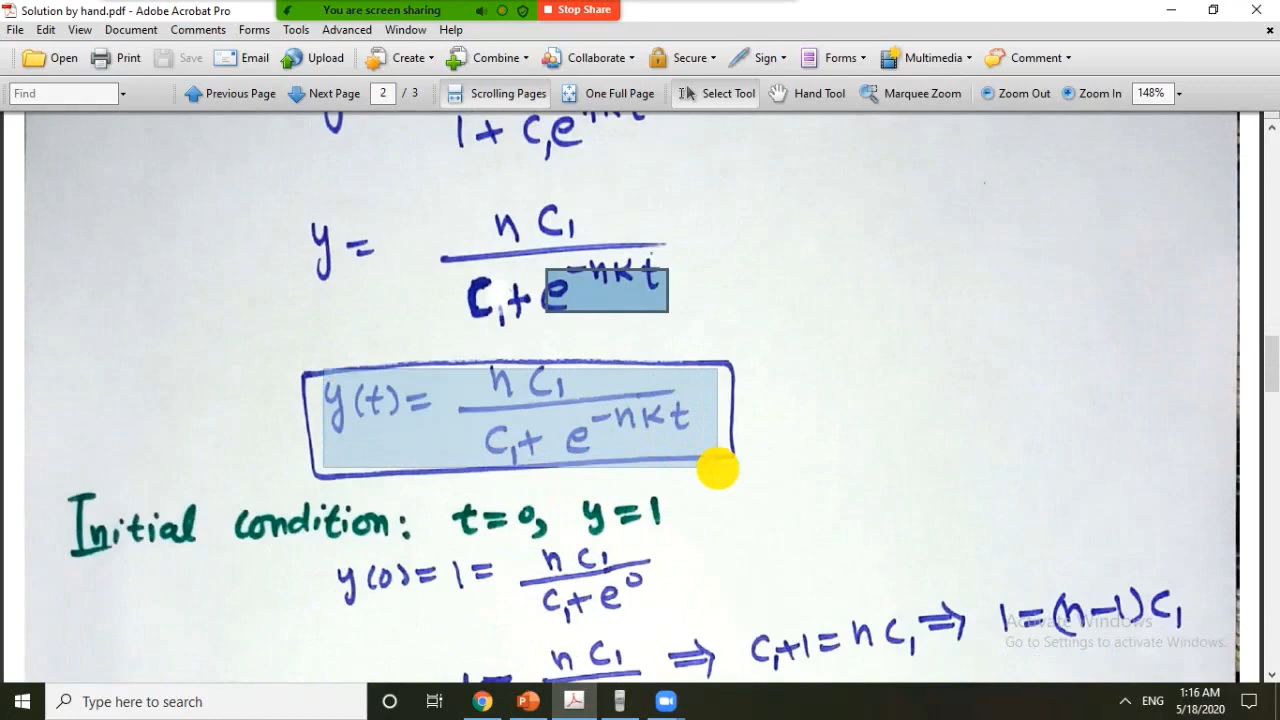 Solution by hand.pdf - Adobe Acrobat Pro
You are screen sharing
Stop Share
File Edit View Document Comments Forms Tools Advanced Window Help
Open Print Save Email Upload Create Combine Collaborate Secure Sign Forms Multimedia Comment
Find Previous Page Next Page 2 / 3 Scrolling Pages One Full Page Select Tool Hand Tool Marquee Zoom Zoom Out Zoom In 148%
1 + C₁e
y = n C₁ / C₁ + e^(-nkt)
y(t) = n C₁ / C₁ + e^(-nkt)
Initial condition: t=0, y=1
y(0) = 1 = n C₁ / C₁ + e⁰
n C₁ ⇒ C₁+1 = n C₁ ⇒ 1=(n-1) C₁
Activate Windows
Go to Settings to activate Windows.
Type here to search
ENG
1:16 AM
5/18/2020